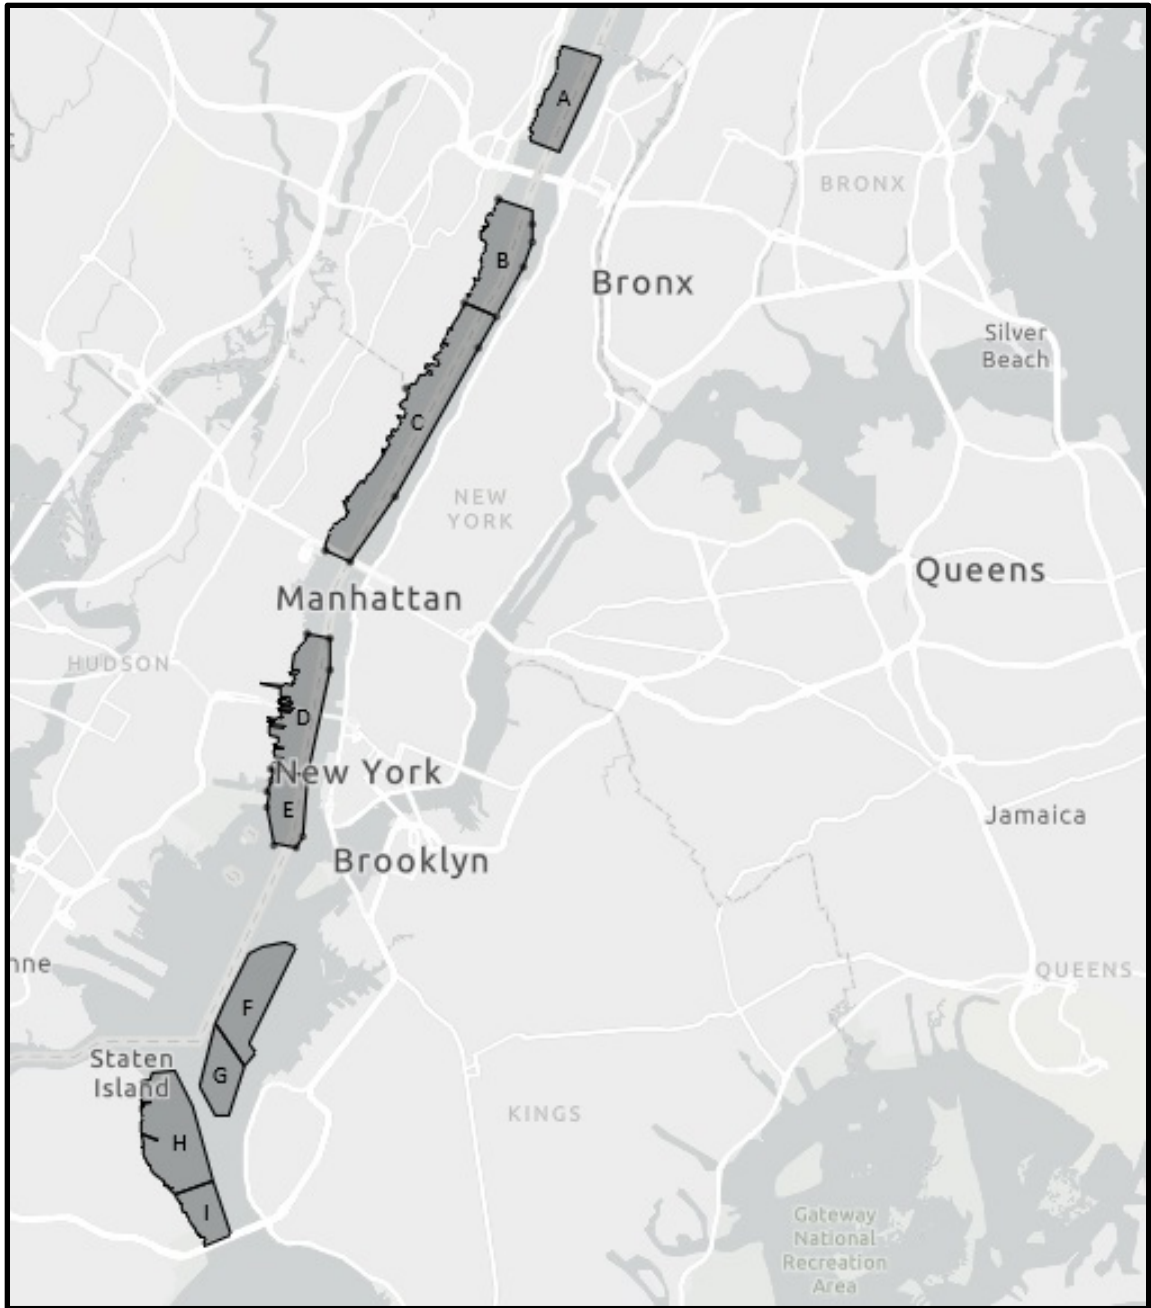 A
BRONX
B
Bronx
Silver
Beach
C
NEW
YORK
Queens
Manhattan
HUDSON
D
New York
E
Jamaica
Brooklyn
nne
QUEENS
F
Staten
Island
G
KINGS
H
I
Gateway
National
Recreation
Area